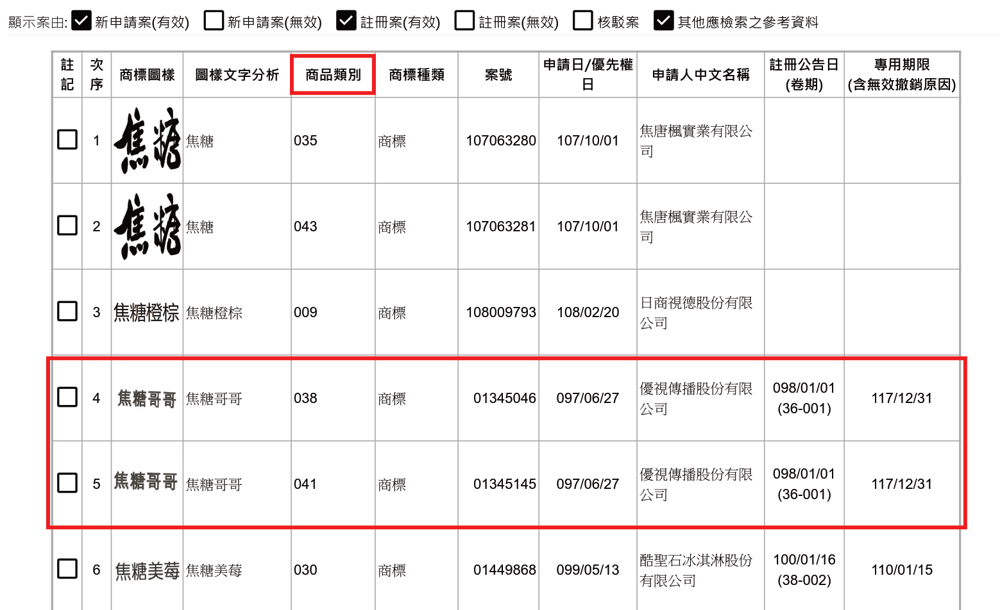 顯示案由: 新申請案(有效) 新申請案(無效) 註冊案(有效) 註冊案(無效) 核駁案 其他應檢索之參考資料
註記 次序 商標圖樣 圖樣文字分析 商品類別 商標種類 案號 申請日/優先權日 申請人中文名稱 註冊公告日(卷期) 專用期限(含無效撤銷原因)
1 焦糖 焦糖 035 商標 107063280 107/10/01 焦唐楓實業有限公司
2 焦糖 焦糖 043 商標 107063281 107/10/01 焦唐楓實業有限公司
3 焦糖橙棕 焦糖橙棕 009 商標 108009793 108/02/20 日商視德股份有限公司
4 焦糖哥哥 焦糖哥哥 038 商標 01345046 097/06/27 優視傳播股份有限公司 098/01/01 (36-001) 117/12/31
5 焦糖哥哥 焦糖哥哥 041 商標 01345145 097/06/27 優視傳播股份有限公司 098/01/01 (36-001) 117/12/31
6 焦糖美莓 焦糖美莓 030 商標 01449868 099/05/13 酷聖石冰淇淋股份有限公司 100/01/16 (38-002) 110/01/15